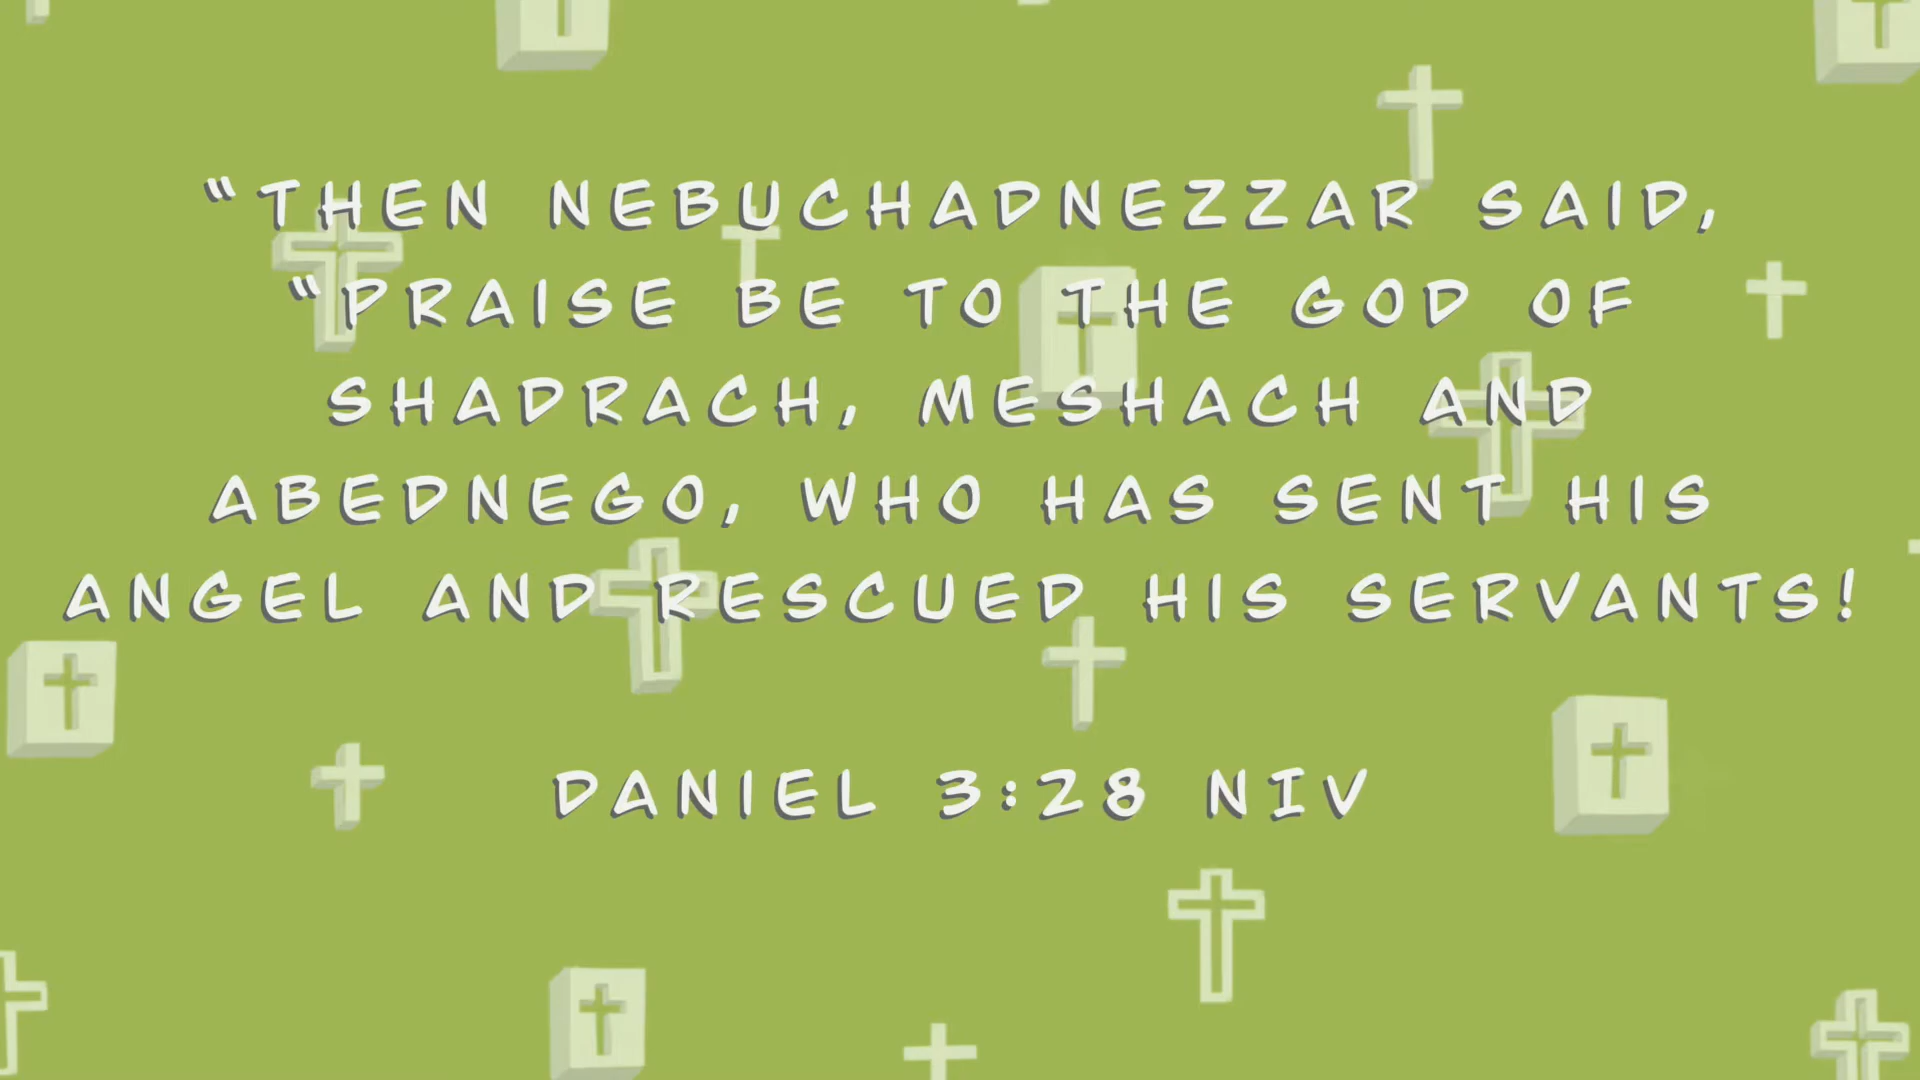 “THEN NEBUCHADNEZZAR SAID,
“PRAISE BE TO THE GOD OF
SHADRACH, MESHACH AND
ABEDNEGO, WHO HAS SENT HIS
ANGEL AND RESCUED HIS SERVANTS!
DANIEL 3:28 NIV